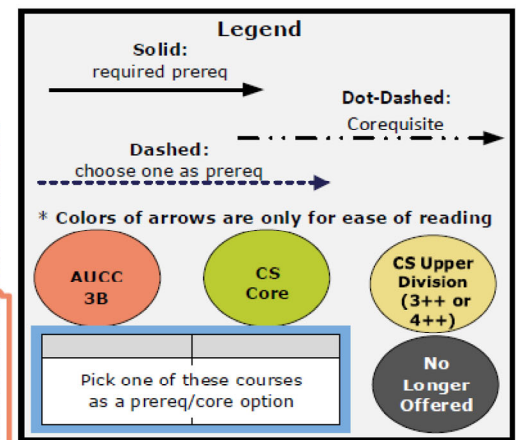 Legend
Solid:
required prereq
Dot-Dashed:
Corequisite
Dashed:
choose one as prereq
* Colors of arrows are only for ease of reading
AUCC
3B
CS
Core
CS Upper
Division
(3++ or
4++)
Pick one of these courses
as a prereq/core option
No
Longer
Offered